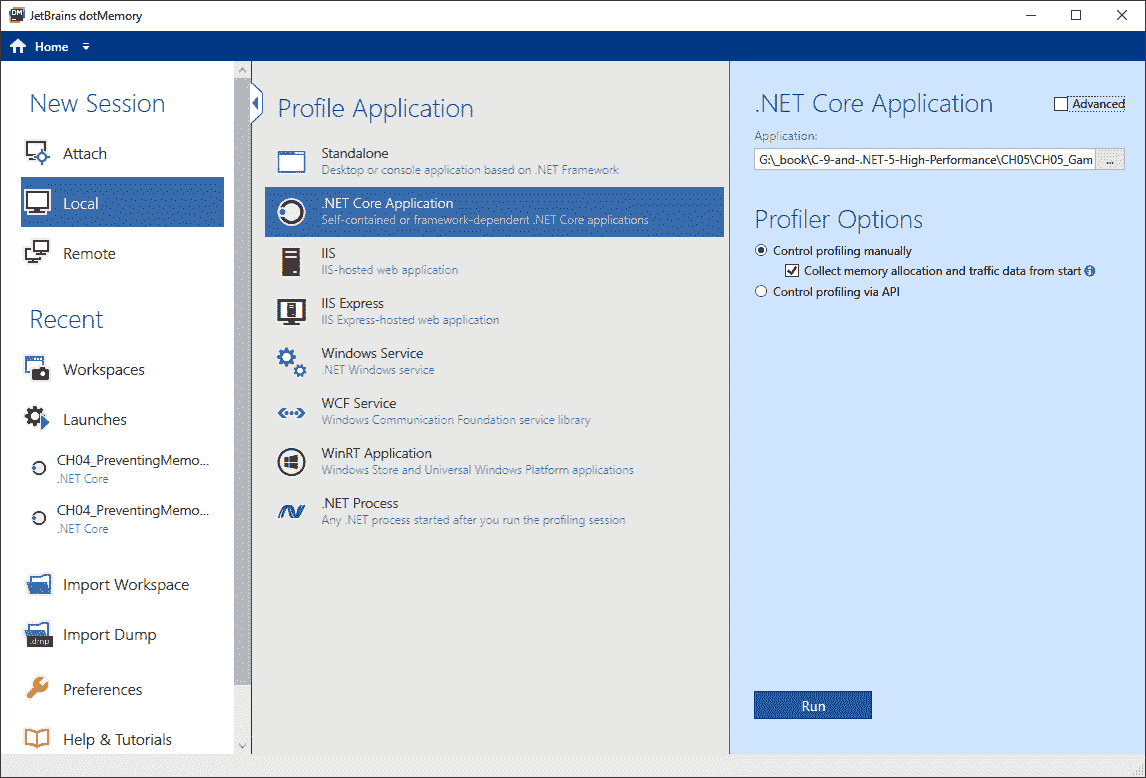 DM
JetBrains dotMemory
Home
New Session
Attach
Local
Remote
Recent
Workspaces
Launches
CH04_PreventingMemo...
.NET Core
CH04_PreventingMemo...
.NET Core
Import Workspace
.dmp
Import Dump
Preferences
Help & Tutorials
Profile Application
Standalone
Desktop or console application based on .NET Framework
.NET Core Application
Self-contained or framework-dependent .NET Core applications
IIS
IIS-hosted web application
IIS Express
IIS Express-hosted web application
Windows Service
.NET Windows service
WCF Service
Windows Communication Foundation service library
WinRT Application
Windows Store and Universal Windows Platform applications
.NET Process
Any .NET process started after you run the profiling session
.NET Core Application
Advanced
Application:
G:\_book\C-9-and-.NET-5-High-Performance\CH05\CH05_Gam
...
Profiler Options
Control profiling manually
Collect memory allocation and traffic data from start
Control profiling via API
Run